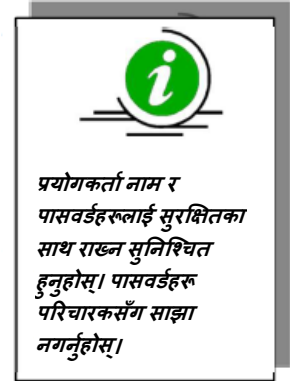 प्रयोगकर्ता नाम र
पासवर्डहरूलाई सुरक्षितका
साथ राख्न सुनिश्चित
हुनुहोस्। पासवर्डहरू
परिचारकसँग साझा
नगर्नुहोस्।